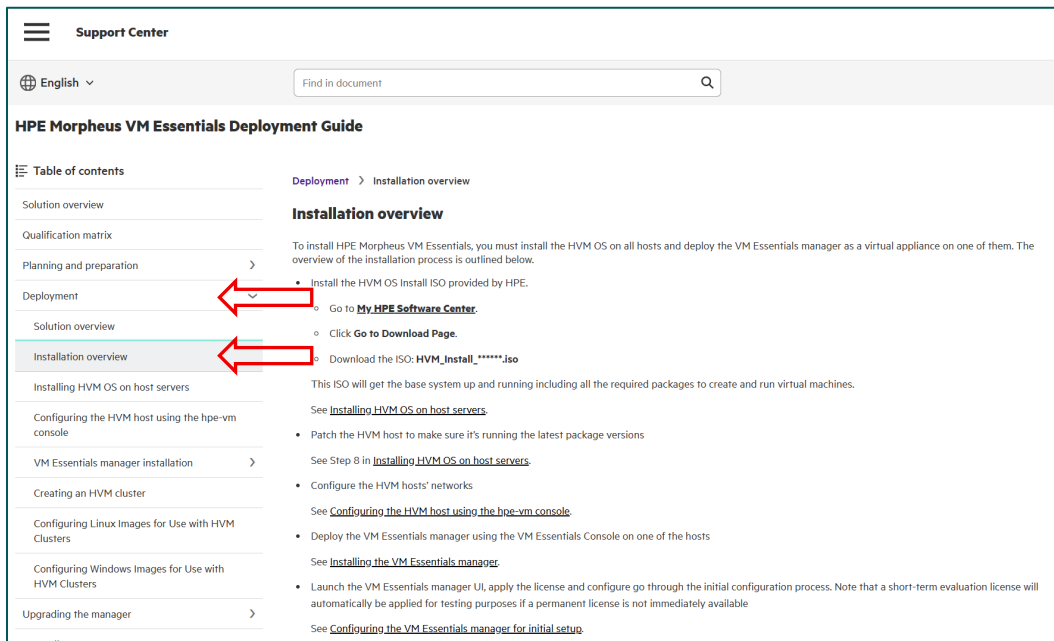 Support Center
English
Find in document
HPE Morpheus VM Essentials Deployment Guide
Table of contents
Solution overview
Qualification matrix
Planning and preparation
Deployment
Solution overview
Installation overview
Installing HVM OS on host servers
Configuring the HVM host using the hpe-vm
console
VM Essentials manager installation
Creating an HVM cluster
Configuring Linux Images for Use with HVM
Clusters
Configuring Windows Images for Use with
HVM Clusters
Upgrading the manager
Deployment > Installation overview
Installation overview
To install HPE Morpheus VM Essentials, you must install the HVM OS on all hosts and deploy the VM Essentials manager as a virtual appliance on one of them. The
overview of the installation process is outlined below.
• Install the HVM OS Install ISO provided by HPE.
Go to My HPE Software Center.
Click Go to Download Page.
Download the ISO: HVM_Install_******.iso
This ISO will get the base system up and running including all the required packages to create and run virtual machines.
See Installing HVM OS on host servers.
• Patch the HVM host to make sure it's running the latest package versions
See Step 8 in Installing HVM OS on host servers.
• Configure the HVM hosts' networks
See Configuring the HVM host using the hpe-vm console.
• Deploy the VM Essentials manager using the VM Essentials Console on one of the hosts
See Installing the VM Essentials manager.
• Launch the VM Essentials manager UI, apply the license and configure go through the initial configuration process. Note that a short-term evaluation license will
automatically be applied for testing purposes if a permanent license is not immediately available
See Configuring the VM Essentials manager for initial setup.